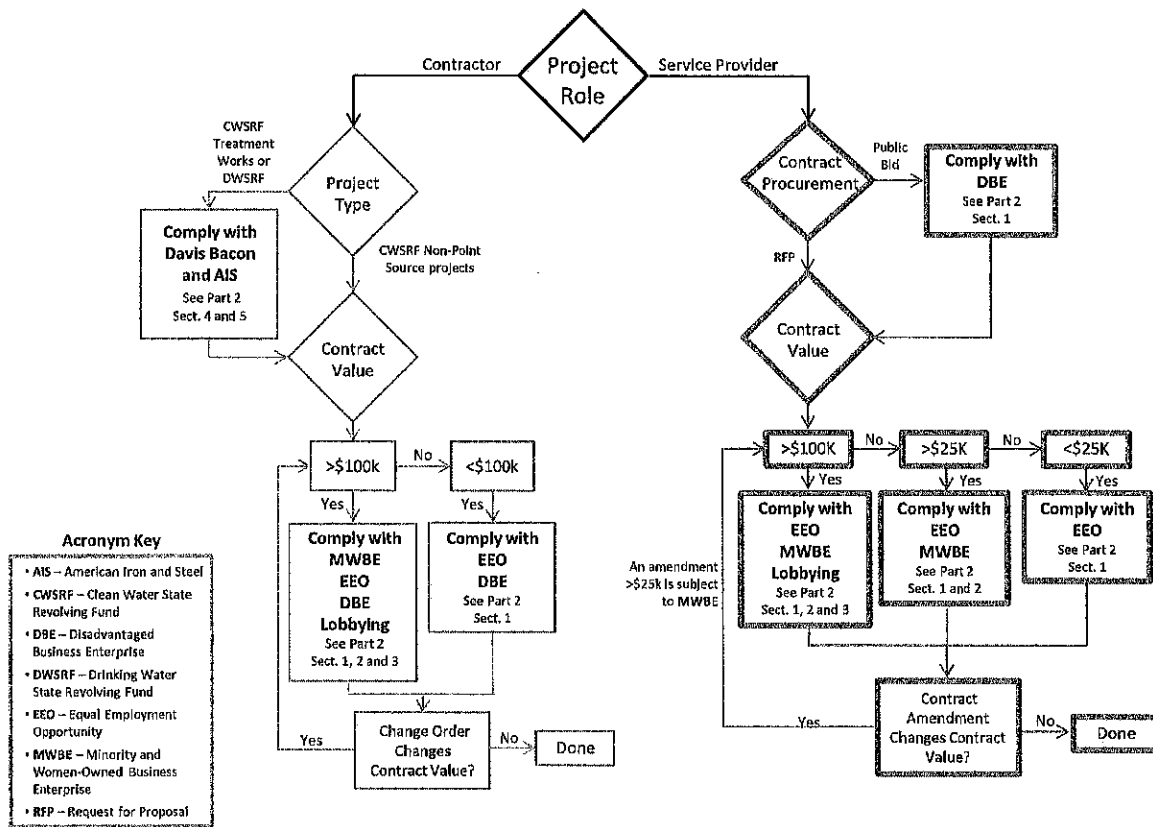 Contractor
Project
Role
Service Provider
CWSRF
Treatment
Works or
DWSRF
Project
Type
Comply with
Davis Bacon
and AIS
See Part 2
Sect. 4 and 5
CWSRF Non-Point
Source projects
Contract
Value
>$100k
No
<$100k
Yes
Yes
Comply with
MWBE
EEO
DBE
Lobbying
See Part 2
Sect. 1, 2 and 3
Comply with
EEO
DBE
See Part 2
Sect. 1
Change Order
Changes
Contract Value?
Yes
No
Done
Contract
Procurement
Public
Bid
Comply with
DBE
See Part 2
Sect. 1
RFP
Contract
Value
>$100K
No
>$25K
No
<$25K
Yes
Yes
Yes
Comply with
EEO
MWBE
Lobbying
See Part 2
Sect. 1, 2 and 3
Comply with
EEO
MWBE
See Part 2
Sect. 1 and 2
Comply with
EEO
See Part 2
Sect. 1
An amendment
>$25k is subject
to MWBE
Contract
Amendment
Changes Contract
Value?
Yes
No
Done
Acronym Key
• AIS – American Iron and Steel
• CWSRF – Clean Water State
Revolving Fund
• DBE – Disadvantaged
Business Enterprise
• DWSRF – Drinking Water
State Revolving Fund
• EEO – Equal Employment
Opportunity
• MWBE – Minority and
Women-Owned Business
Enterprise
• RFP – Request for Proposal